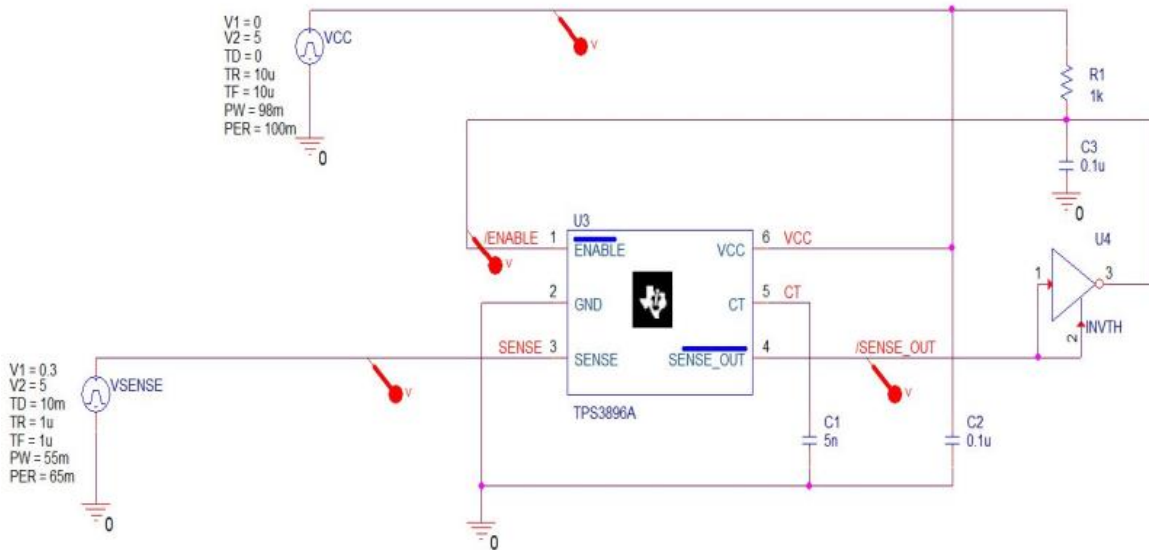 V1 = 0
V2 = 5
TD = 0
TR = 10u
TF = 10u
PW = 98m
PER = 100m
VCC
0
V
R1
1k
C3
0.1u
0
U3
/ENABLE
1
ENABLE
V
VCC
6
VCC
U4
2
GND
CT
5
CT
1
3
INVTH
2
SENSE
3
SENSE
SENSE_OUT
4
/SENSE_OUT
V
V
TPS3896A
V1 = 0.3
V2 = 5
TD = 10m
TR = 1u
TF = 1u
PW = 55m
PER = 65m
VSENSE
0
C1
5n
C2
0.1u
0